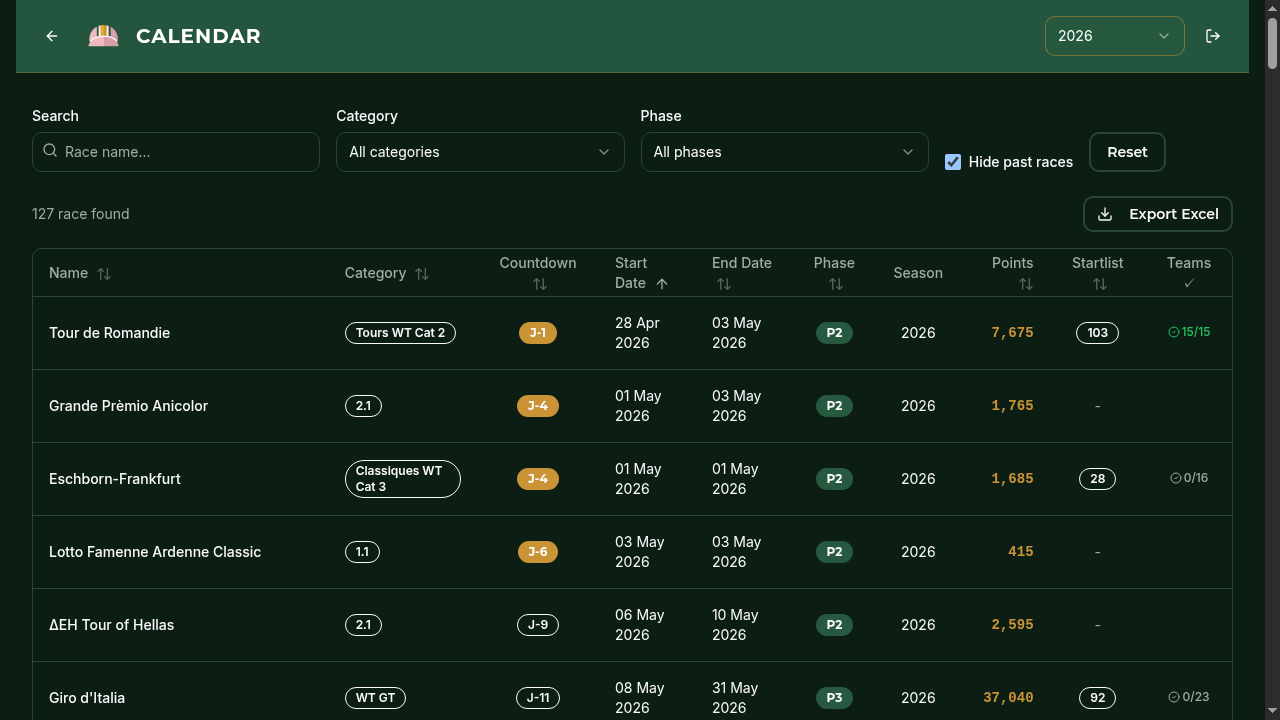 CALENDAR
2026
Search
Category
Phase
Race name...
All categories
All phases
Hide past races
Reset
127 race found
Export Excel
Name
Category
Countdown
Start Date
End Date
Phase
Season
Points
Startlist
Teams ✓
Tour de Romandie
Tours WT Cat 2
J-1
28 Apr 2026
03 May 2026
P2
2026
7,675
103
15/15
Grande Prèmio Anicolor
2.1
J-4
01 May 2026
03 May 2026
P2
2026
1,765
-
Eschborn-Frankfurt
Classiques WT Cat 3
J-4
01 May 2026
01 May 2026
P2
2026
1,685
28
0/16
Lotto Famenne Ardenne Classic
1.1
J-6
03 May 2026
03 May 2026
P2
2026
415
-
ΔEH Tour of Hellas
2.1
J-9
06 May 2026
10 May 2026
P2
2026
2,595
-
Giro d'Italia
WT GT
J-11
08 May 2026
31 May 2026
P3
2026
37,040
92
0/23